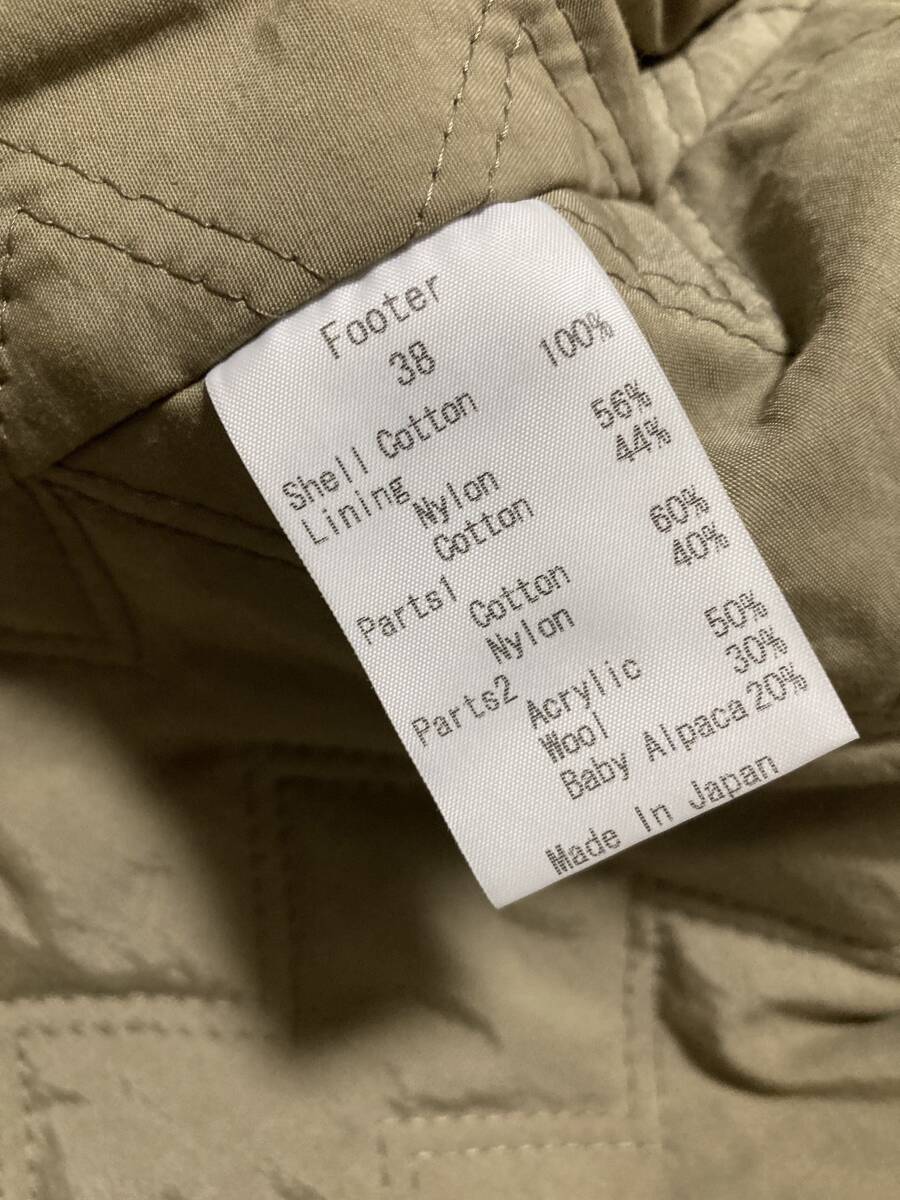 Footer
38
Shell Cotton 100%
Lining
Nylon 56%
Cotton 44%
Parts1
Cotton 60%
Nylon 40%
Parts2
Acrylic 50%
Wool 30%
Baby Alpaca 20%
Made In Japan